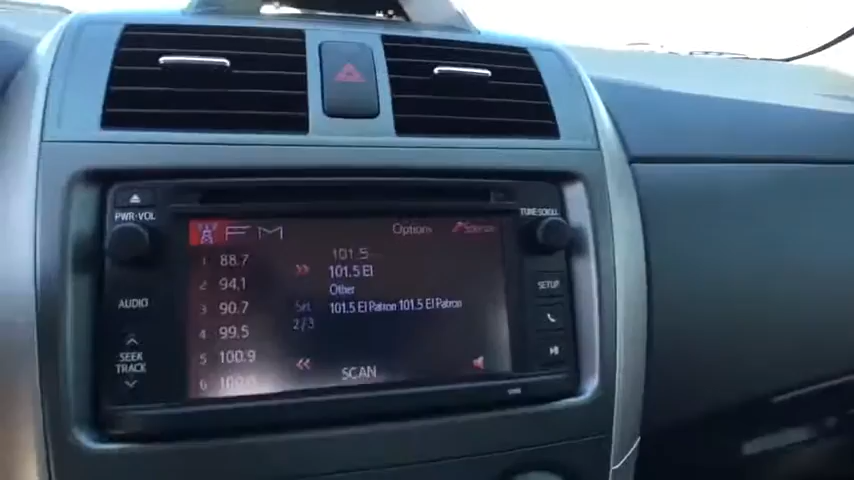 PWR·VOL
TUNE·SCROLL
FM
Options
101.5
1 88.7
101.5 El
2 94.1
Other
3 90.7
101.5 El Patron 101.5 El Patron
4 99.5
2/3
5 100.9
SCAN
6
AUDIO
SEEK
TRACK
SETUP